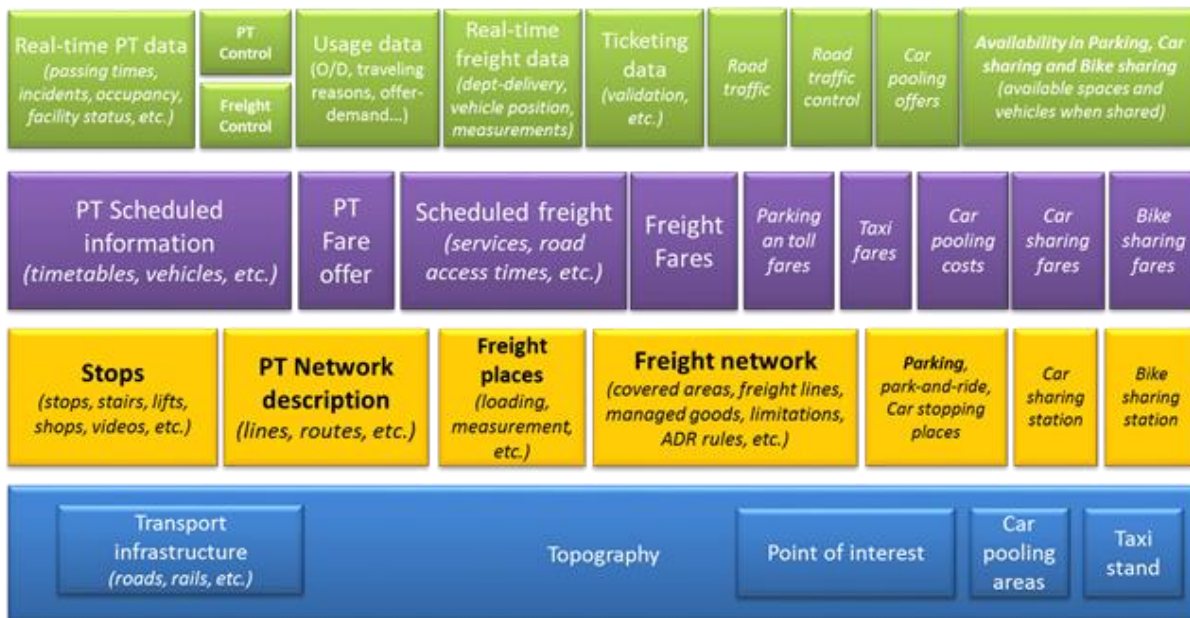 Real-time PT data
(passing times,
incidents, occupancy,
facility status, etc.)
PT
Control
Freight
Control
Usage data
(O/D, traveling
reasons, offer-
demand...)
Real-time
freight data
(dept-delivery,
vehicle position,
measurements)
Ticketing
data
(validation,
etc.)
Road
traffic
Road
traffic
control
Car
pooling
offers
Availability in Parking, Car
sharing and Bike sharing
(available spaces and
vehicles when shared)
PT Scheduled
information
(timetables, vehicles, etc.)
PT
Fare
offer
Scheduled freight
(services, road
access times, etc.)
Freight
Fares
Parking
an toll
fares
Taxi
fares
Car
pooling
costs
Car
sharing
fares
Bike
sharing
fares
Stops
(stops, stairs, lifts,
shops, videos, etc.)
PT Network
description
(lines, routes, etc.)
Freight
places
(loading,
measurement,
etc.)
Freight network
(covered areas, freight lines,
managed goods, limitations,
ADR rules, etc.)
Parking,
park-and-ride,
Car stopping
places
Car
sharing
station
Bike
sharing
station
Transport
infrastructure
(roads, rails, etc.)
Topography
Point of interest
Car
pooling
areas
Taxi
stand